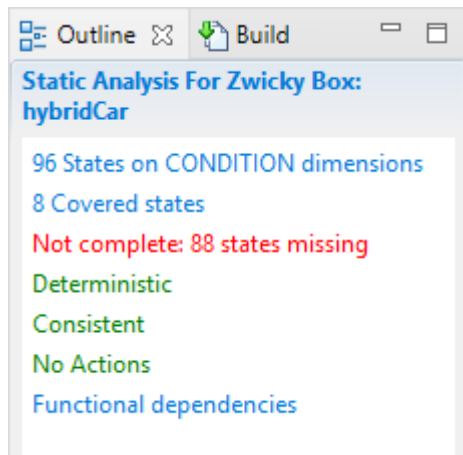 Outline Build
Static Analysis For Zwicky Box:
hybridCar
96 States on CONDITION dimensions
8 Covered states
Not complete: 88 states missing
Deterministic
Consistent
No Actions
Functional dependencies